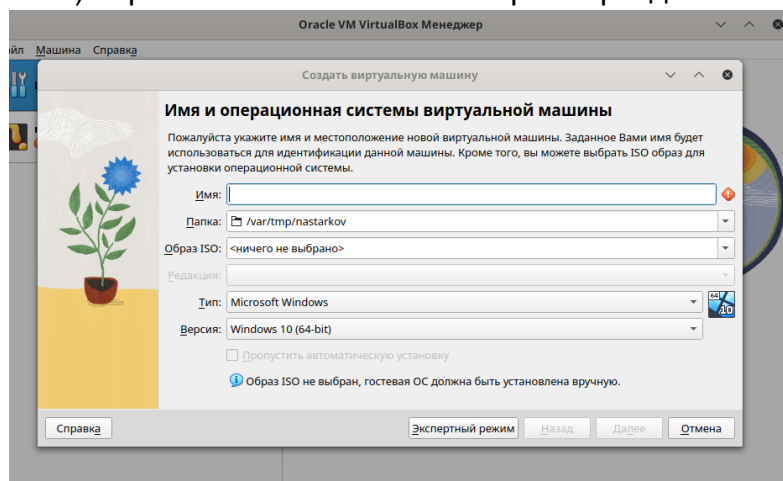 Oracle VM VirtualBox Менеджер
йл Машина Справка
Создать виртуальную машину
Имя и операционная системы виртуальной машины
Пожалуйста укажите имя и местоположение новой виртуальной машины. Заданное Вами имя будет
использоваться для идентификации данной машины. Кроме того, вы можете выбрать ISO образ для
установки операционной системы.
Имя:
Папка: /var/tmp/nastarkov
Образ ISO: <ничего не выбрано>
Редакция:
Тип: Microsoft Windows
64
10
Версия: Windows 10 (64-bit)
Пропустить автоматическую установку
Образ ISO не выбран, гостевая ОС должна быть установлена вручную.
Справка Экспертный режим Назад Далее Отмена